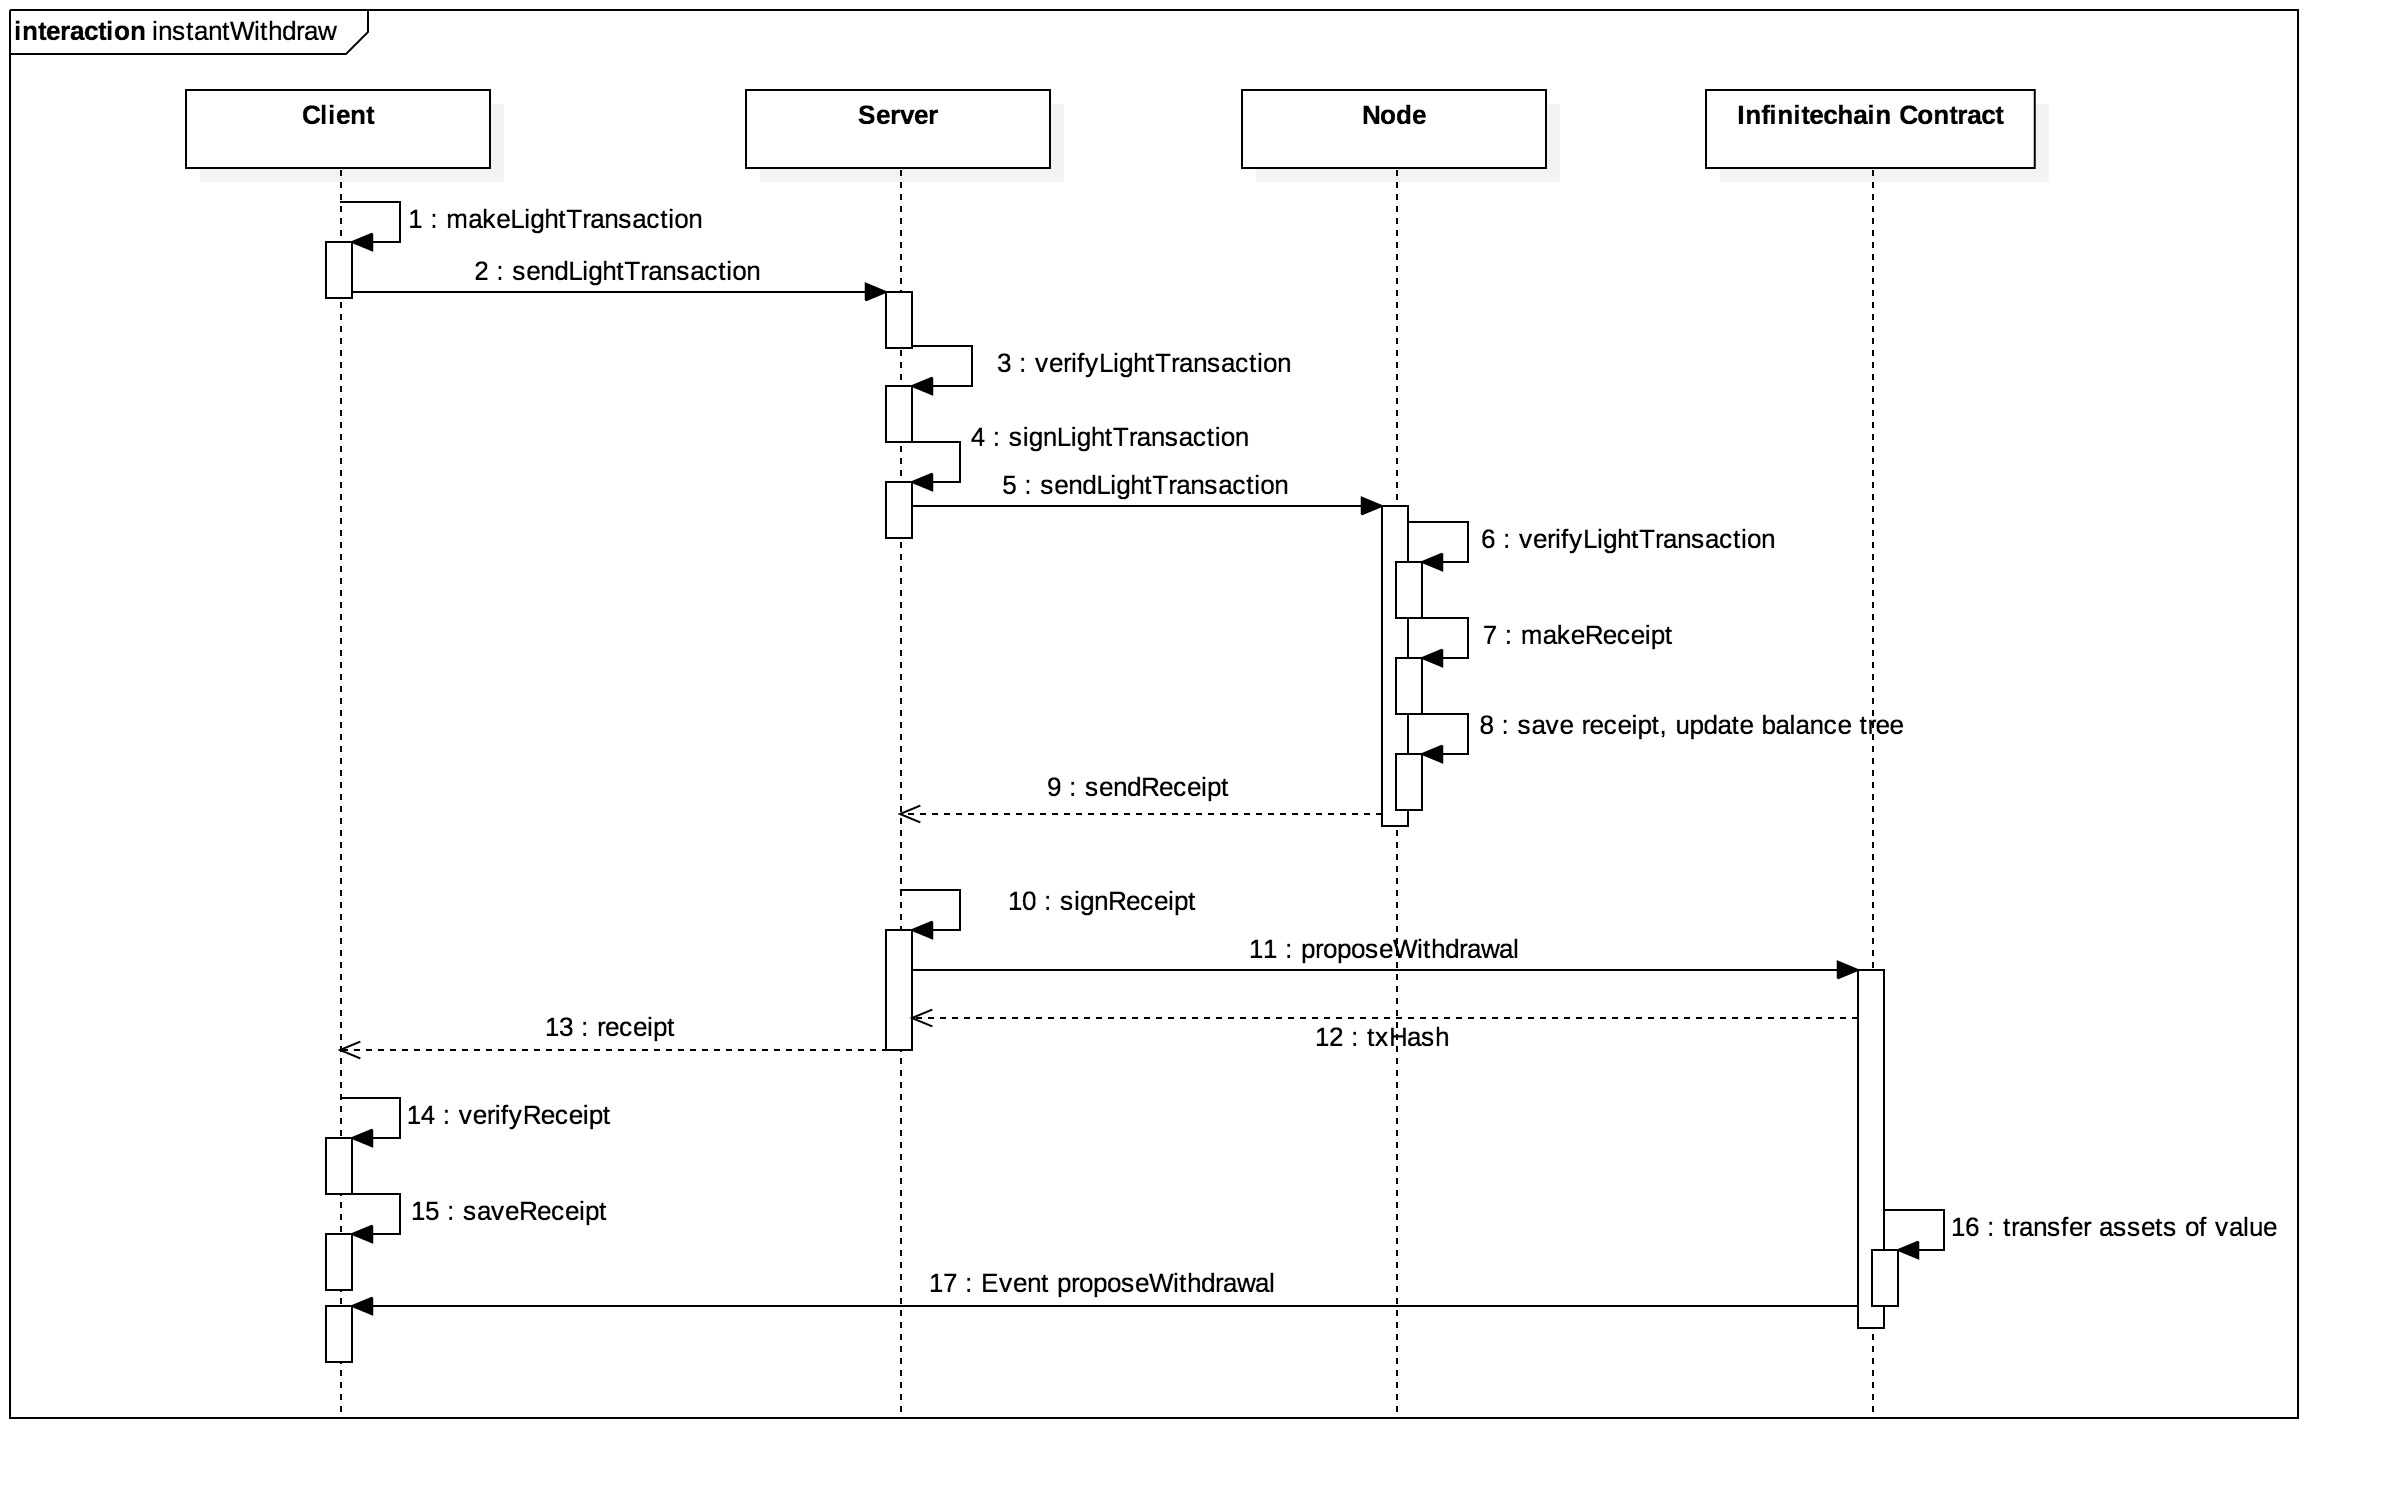 interaction instantWithdraw
Client
Server
Node
Infinitechain Contract
1 : makeLightTransaction
2 : sendLightTransaction
3 : verifyLightTransaction
4 : signLightTransaction
5 : sendLightTransaction
6 : verifyLightTransaction
7 : makeReceipt
8 : save receipt, update balance tree
9 : sendReceipt
10 : signReceipt
11 : proposeWithdrawal
12 : txHash
13 : receipt
14 : verifyReceipt
15 : saveReceipt
16 : transfer assets of value
17 : Event proposeWithdrawal